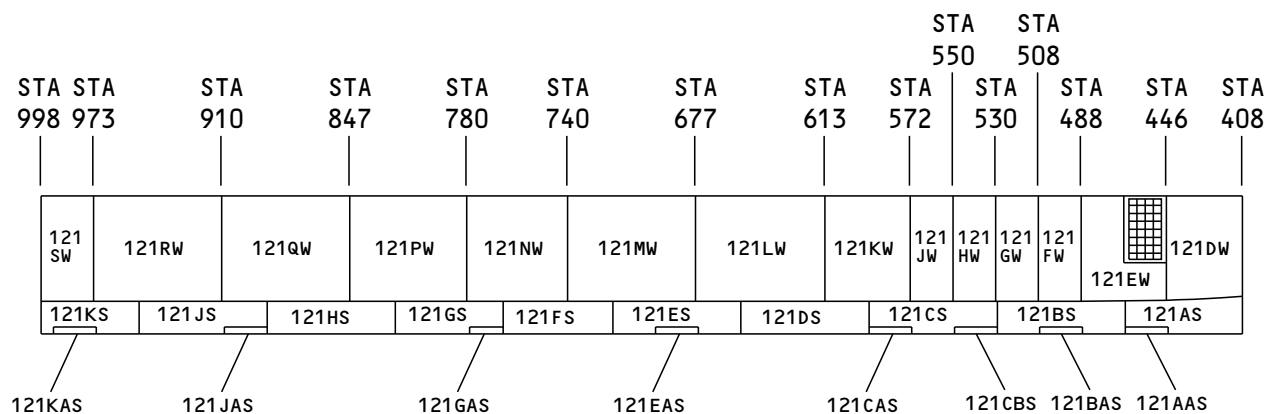 STA STA
550 508
STA STA STA STA STA STA STA STA STA STA STA STA STA
998 973 910 847 780 740 677 613 572 530 488 446 408
121 SW
121RW
121QW
121PW
121NW
121MW
121LW
121KW
121 JW
121 HW
121 GW
121 FW
121EW
121DW
121KS 121JS 121HS 121GS 121FS 121ES 121DS 121CS 121BS 121AS
121KAS 121JAS 121GAS 121EAS 121CAS 121CBS 121BAS 121AAS